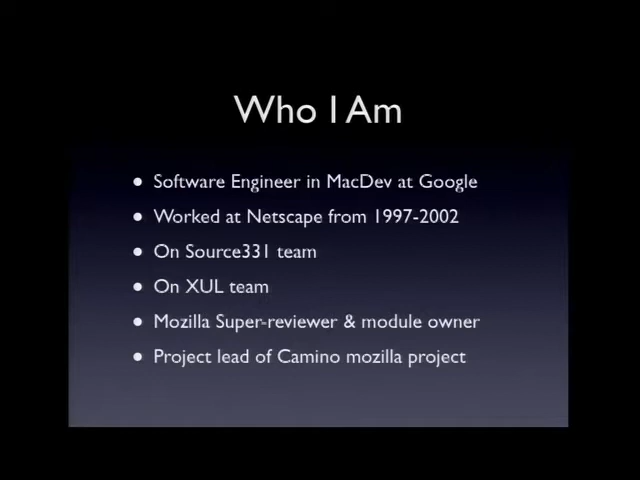 Who I Am
• Software Engineer in MacDev at Google
• Worked at Netscape from 1997-2002
• On Source331 team
• On XUL team
• Mozilla Super-reviewer & module owner
• Project lead of Camino mozilla project